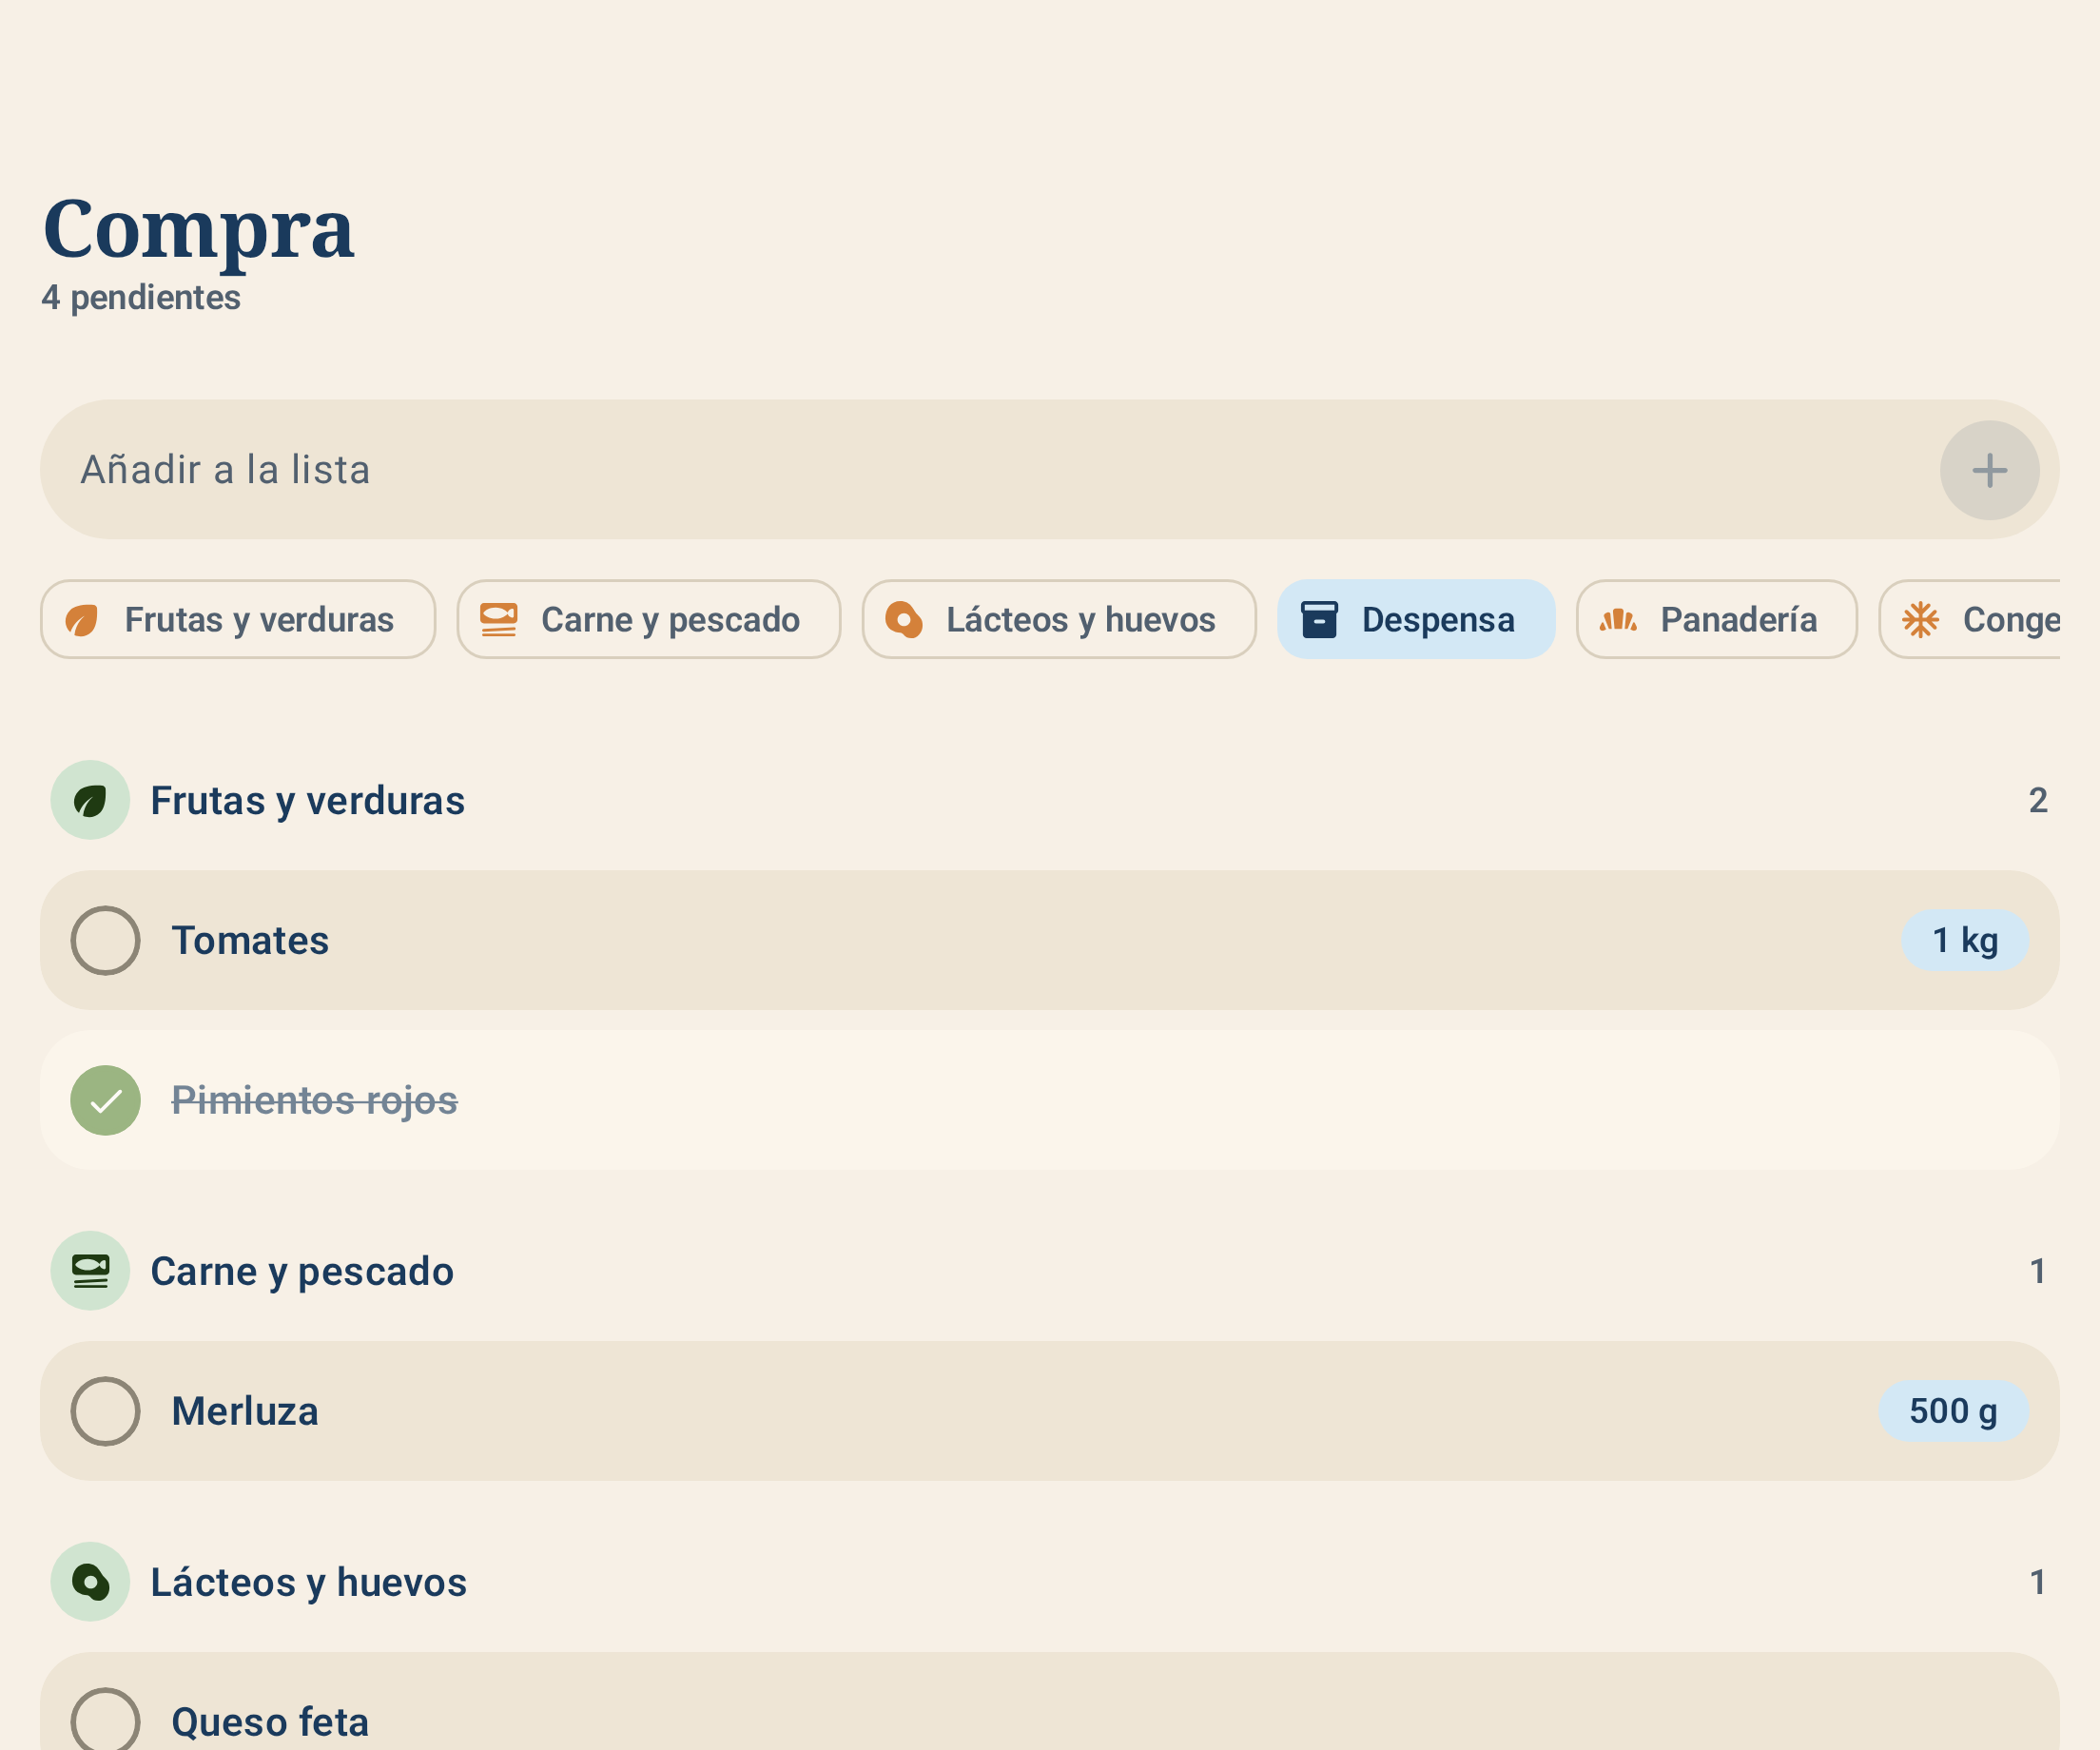 Compra
4 pendientes
Añadir a la lista
Frutas y verduras Carne y pescado Lácteos y huevos Despensa Panadería Conge
Frutas y verduras 2
Tomates 1 kg
Pimientos rojos
Carne y pescado 1
Merluza 500 g
Lácteos y huevos 1
Queso feta